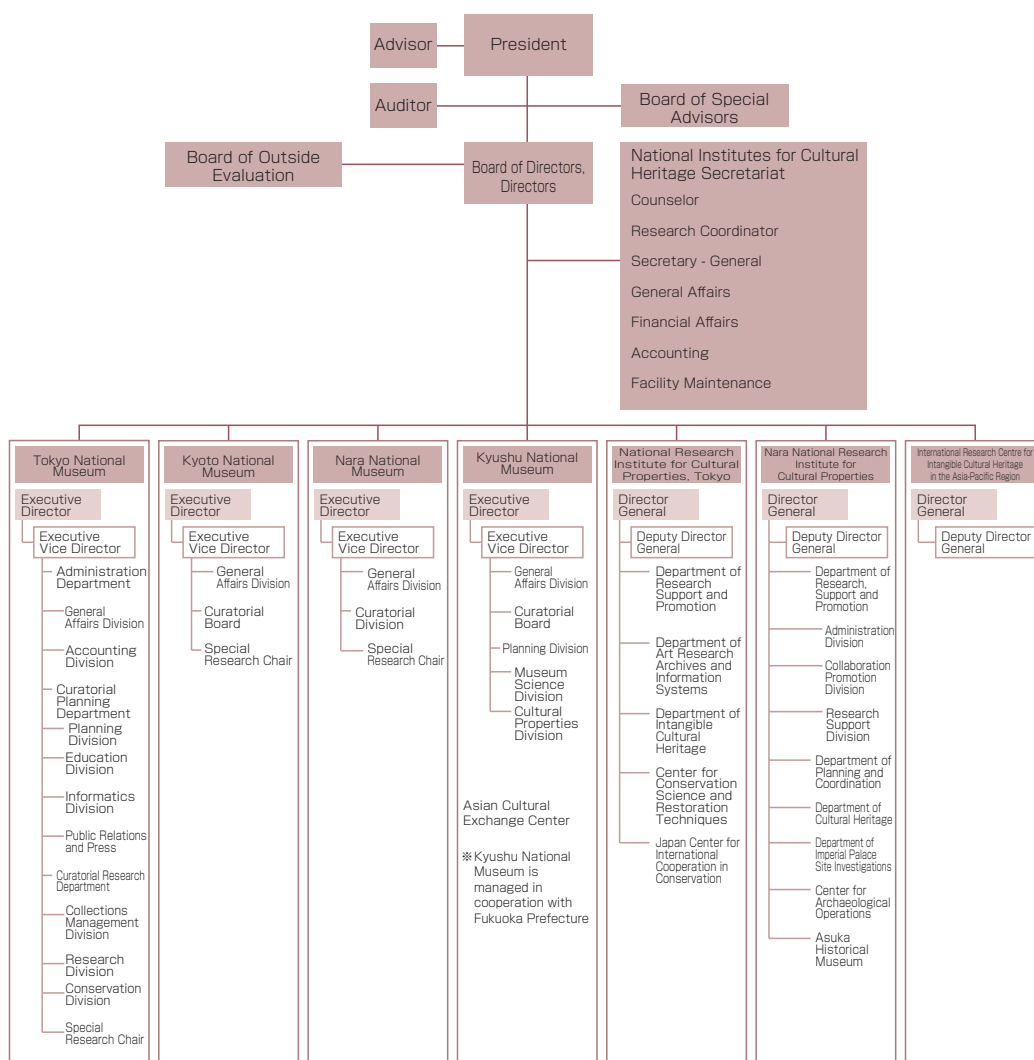 Advisor
President
Auditor
Board of Special
Advisors
Board of Outside
Evaluation
Board of Directors,
Directors
National Institutes for Cultural
Heritage Secretariat
Counselor
Research Coordinator
Secretary - General
General Affairs
Financial Affairs
Accounting
Facility Maintenance
Tokyo National
Museum
Executive
Director
Executive
Vice Director
Administration
Department
General
Affairs Division
Accounting
Division
Curatorial
Planning
Department
Planning
Division
Education
Division
Informatics
Division
Public Relations
and Press
Curatorial Research
Department
Collections
Management
Division
Research
Division
Conservation
Division
Special
Research Chair
Kyoto National
Museum
Executive
Director
Executive
Vice Director
General
Affairs Division
Curatorial
Board
Special
Research Chair
Nara National
Museum
Executive
Director
Executive
Vice Director
General
Affairs Division
Curatorial
Division
Special
Research Chair
Kyushu National
Museum
Executive
Director
Executive
Vice Director
General
Affairs Division
Curatorial
Board
Planning Division
Museum
Science
Division
Cultural
Properties
Division
Asian Cultural
Exchange Center
※Kyushu National
Museum is
managed in
cooperation with
Fukuoka Prefecture
National Research
Institute for Cultural
Properties, Tokyo
Director
General
Deputy Director
General
Department of
Research
Support and
Promotion
Department of
Art Research
Archives and
Information
Systems
Department of
Intangible
Cultural
Heritage
Center for
Conservation
Science and
Restoration
Techniques
Japan Center for
International
Cooperation in
Conservation
Nara National Research
Institute for
Cultural Properties
Director
General
Deputy Director
General
Department of
Research,
Support and
Promotion
Administration
Division
Collaboration
Promotion
Division
Research
Support
Division
Department of
Planning and
Coordination
Department of
Cultural Heritage
Department of
Imperial Palace
Site Investigations
Center for
Archaeological
Operations
Asuka
Historical
Museum
International Research Centre for
Intangible Cultural Heritage
in the Asia-Pacific Region
Director
General
Deputy Director
General